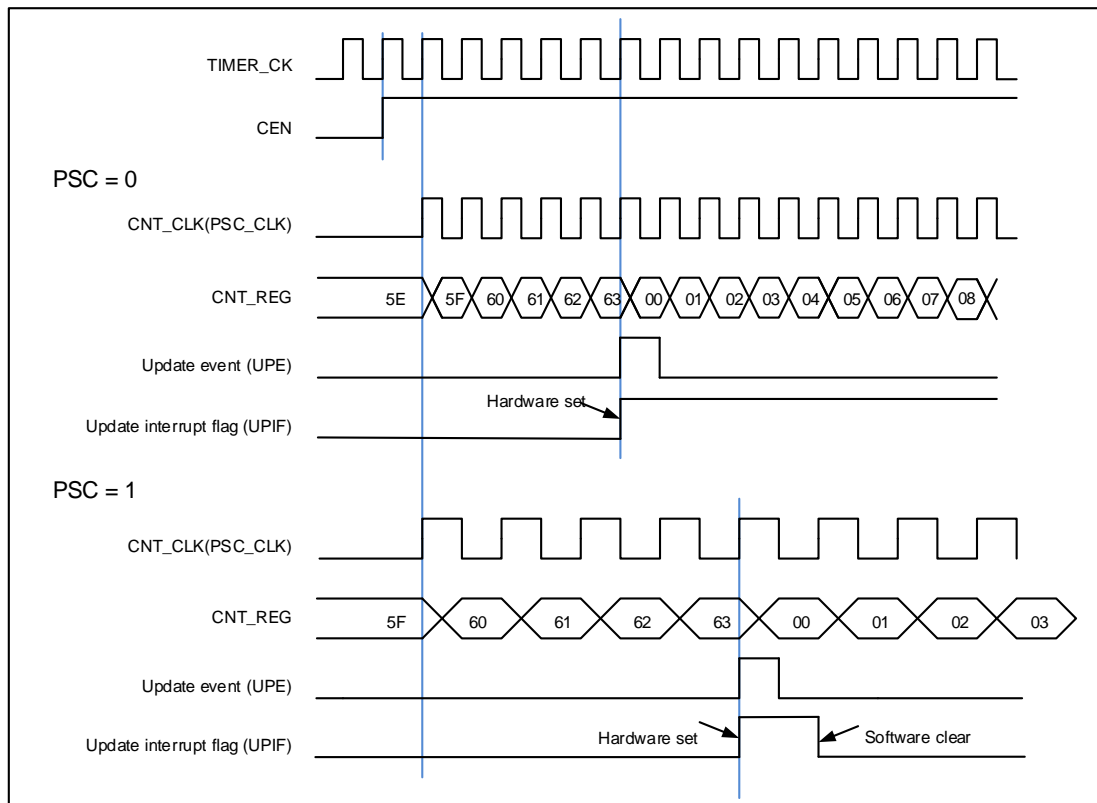 TIMER_CK
CEN
PSC = 0
CNT_CLK(PSC_CLK)
CNT_REG 5E 5F 60 61 62 63 00 01 02 03 04 05 06 07 08
Update event (UPE)
Hardware set
Update interrupt flag (UPIF)
PSC = 1
CNT_CLK(PSC_CLK)
CNT_REG 5F 60 61 62 63 00 01 02 03
Update event (UPE)
Update interrupt flag (UPIF) Hardware set Software clear